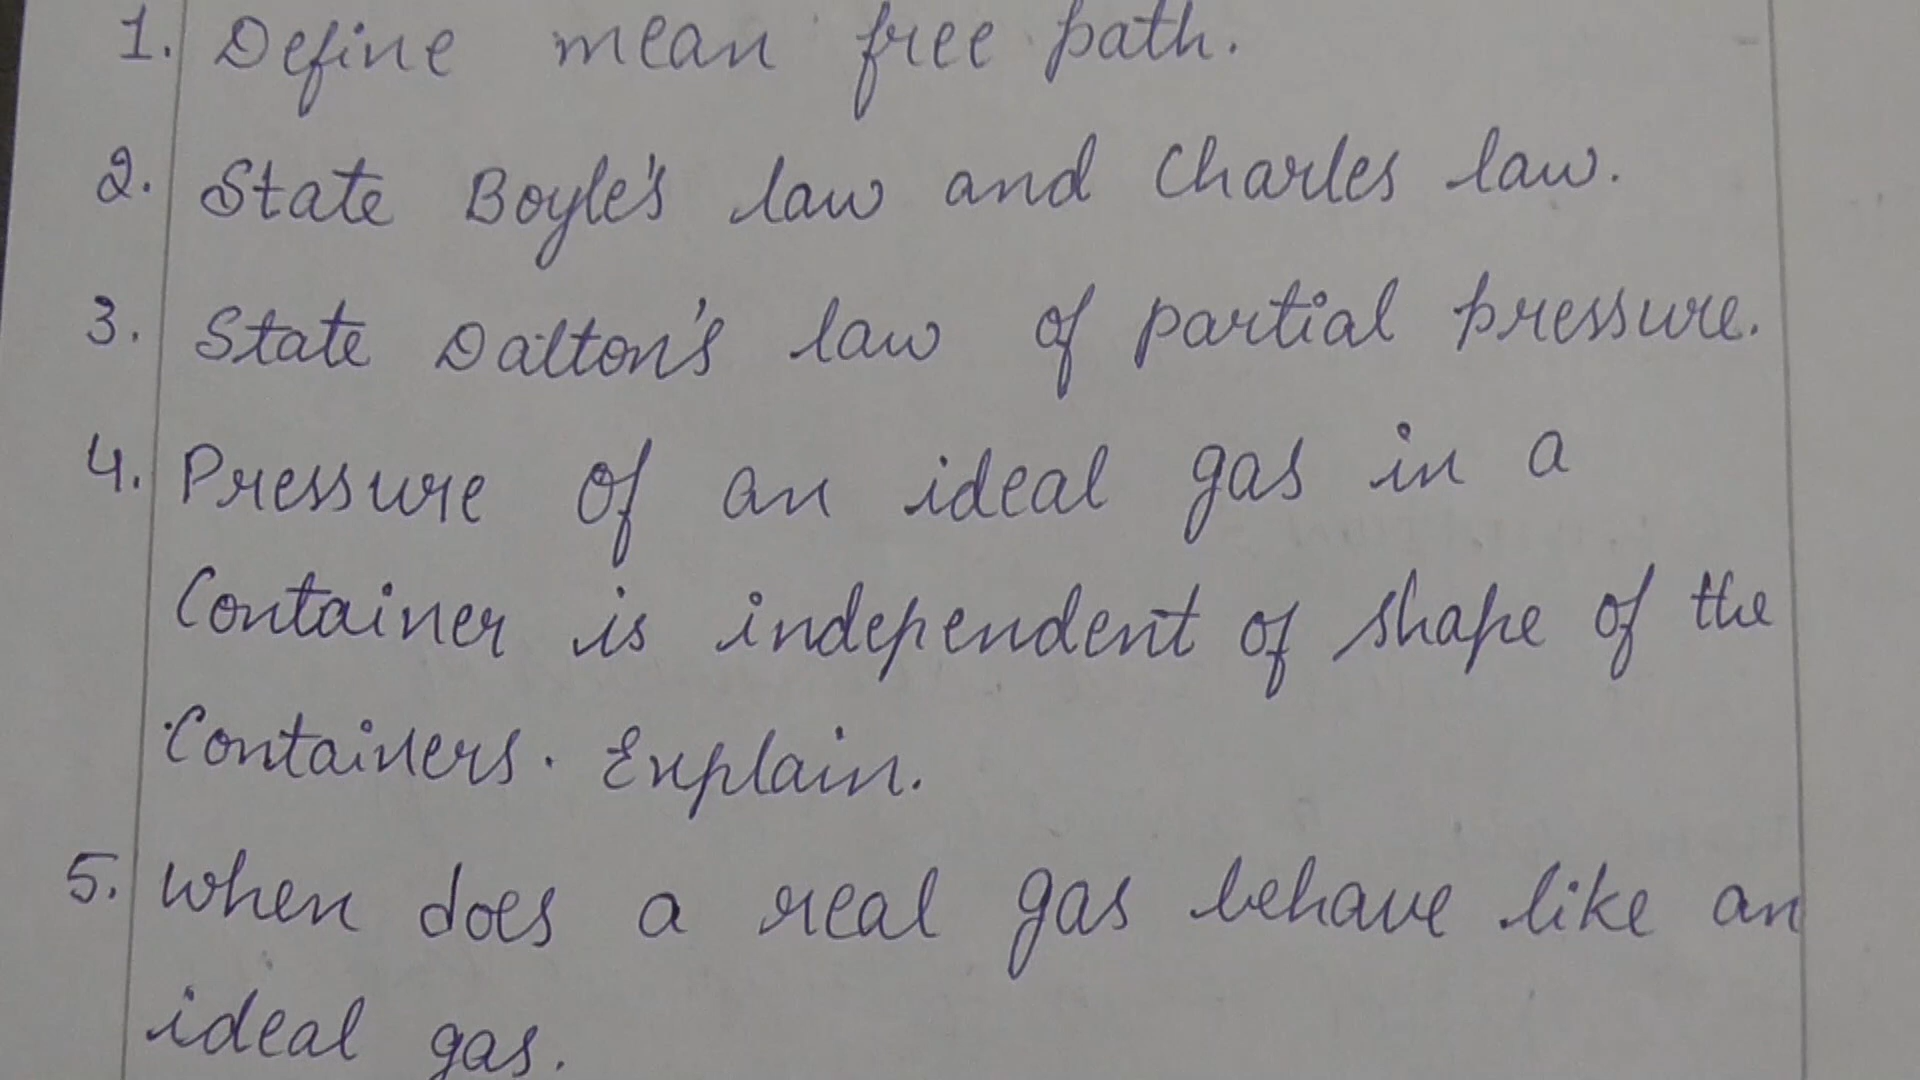 1. Define mean free path.
2. State Boyle's law and Charles law.
3. State Dalton's law of partial pressure.
4. Pressure of an ideal gas in a
Container is independent of shape of the
Containers. Explain.
5. When does a real gas behave like an
ideal gas.